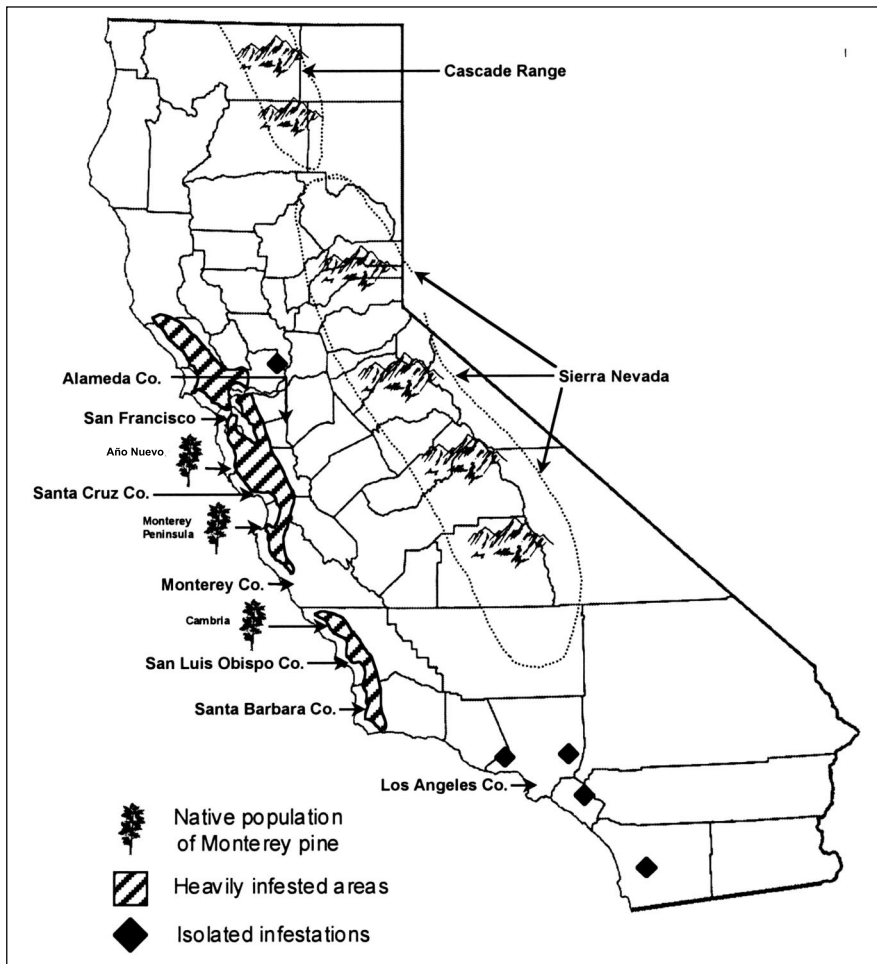 Cascade Range
Sierra Nevada
Alameda Co.
San Francisco
Año Nuevo
Santa Cruz Co.
Monterey
Peninsula
Monterey Co.
Cambria
San Luis Obispo Co.
Santa Barbara Co.
Los Angeles Co.
Native population
of Monterey pine
Heavily infested areas
Isolated infestations